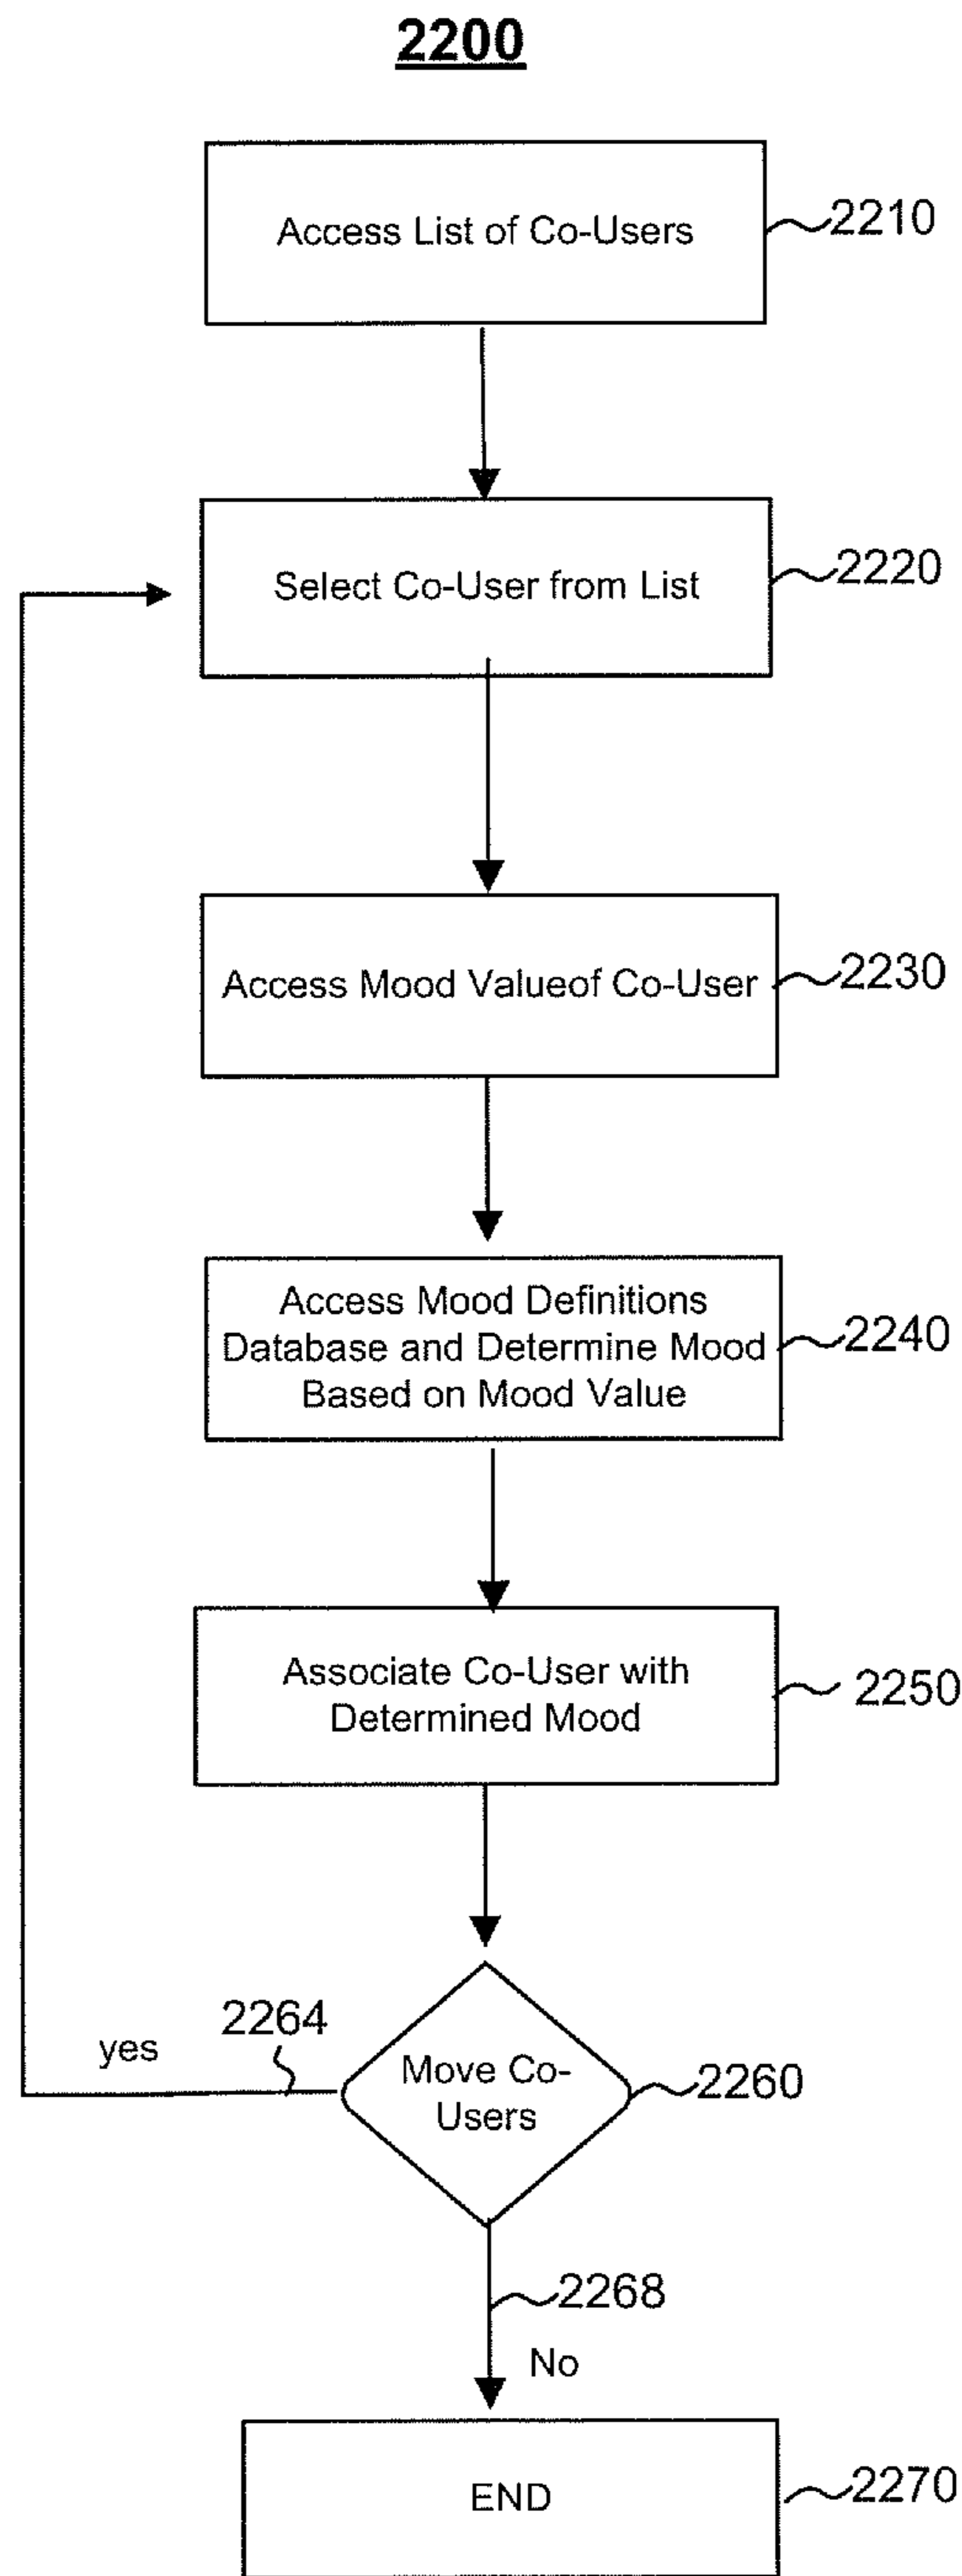 2200
Access List of Co-Users
2210
Select Co-User from List
2220
Access Mood Valueof Co-User
2230
Access Mood Definitions
Database and Determine Mood
Based on Mood Value
2240
Associate Co-User with
Determined Mood
2250
yes
2264
Move Co-
Users
2260
2268
No
END
2270